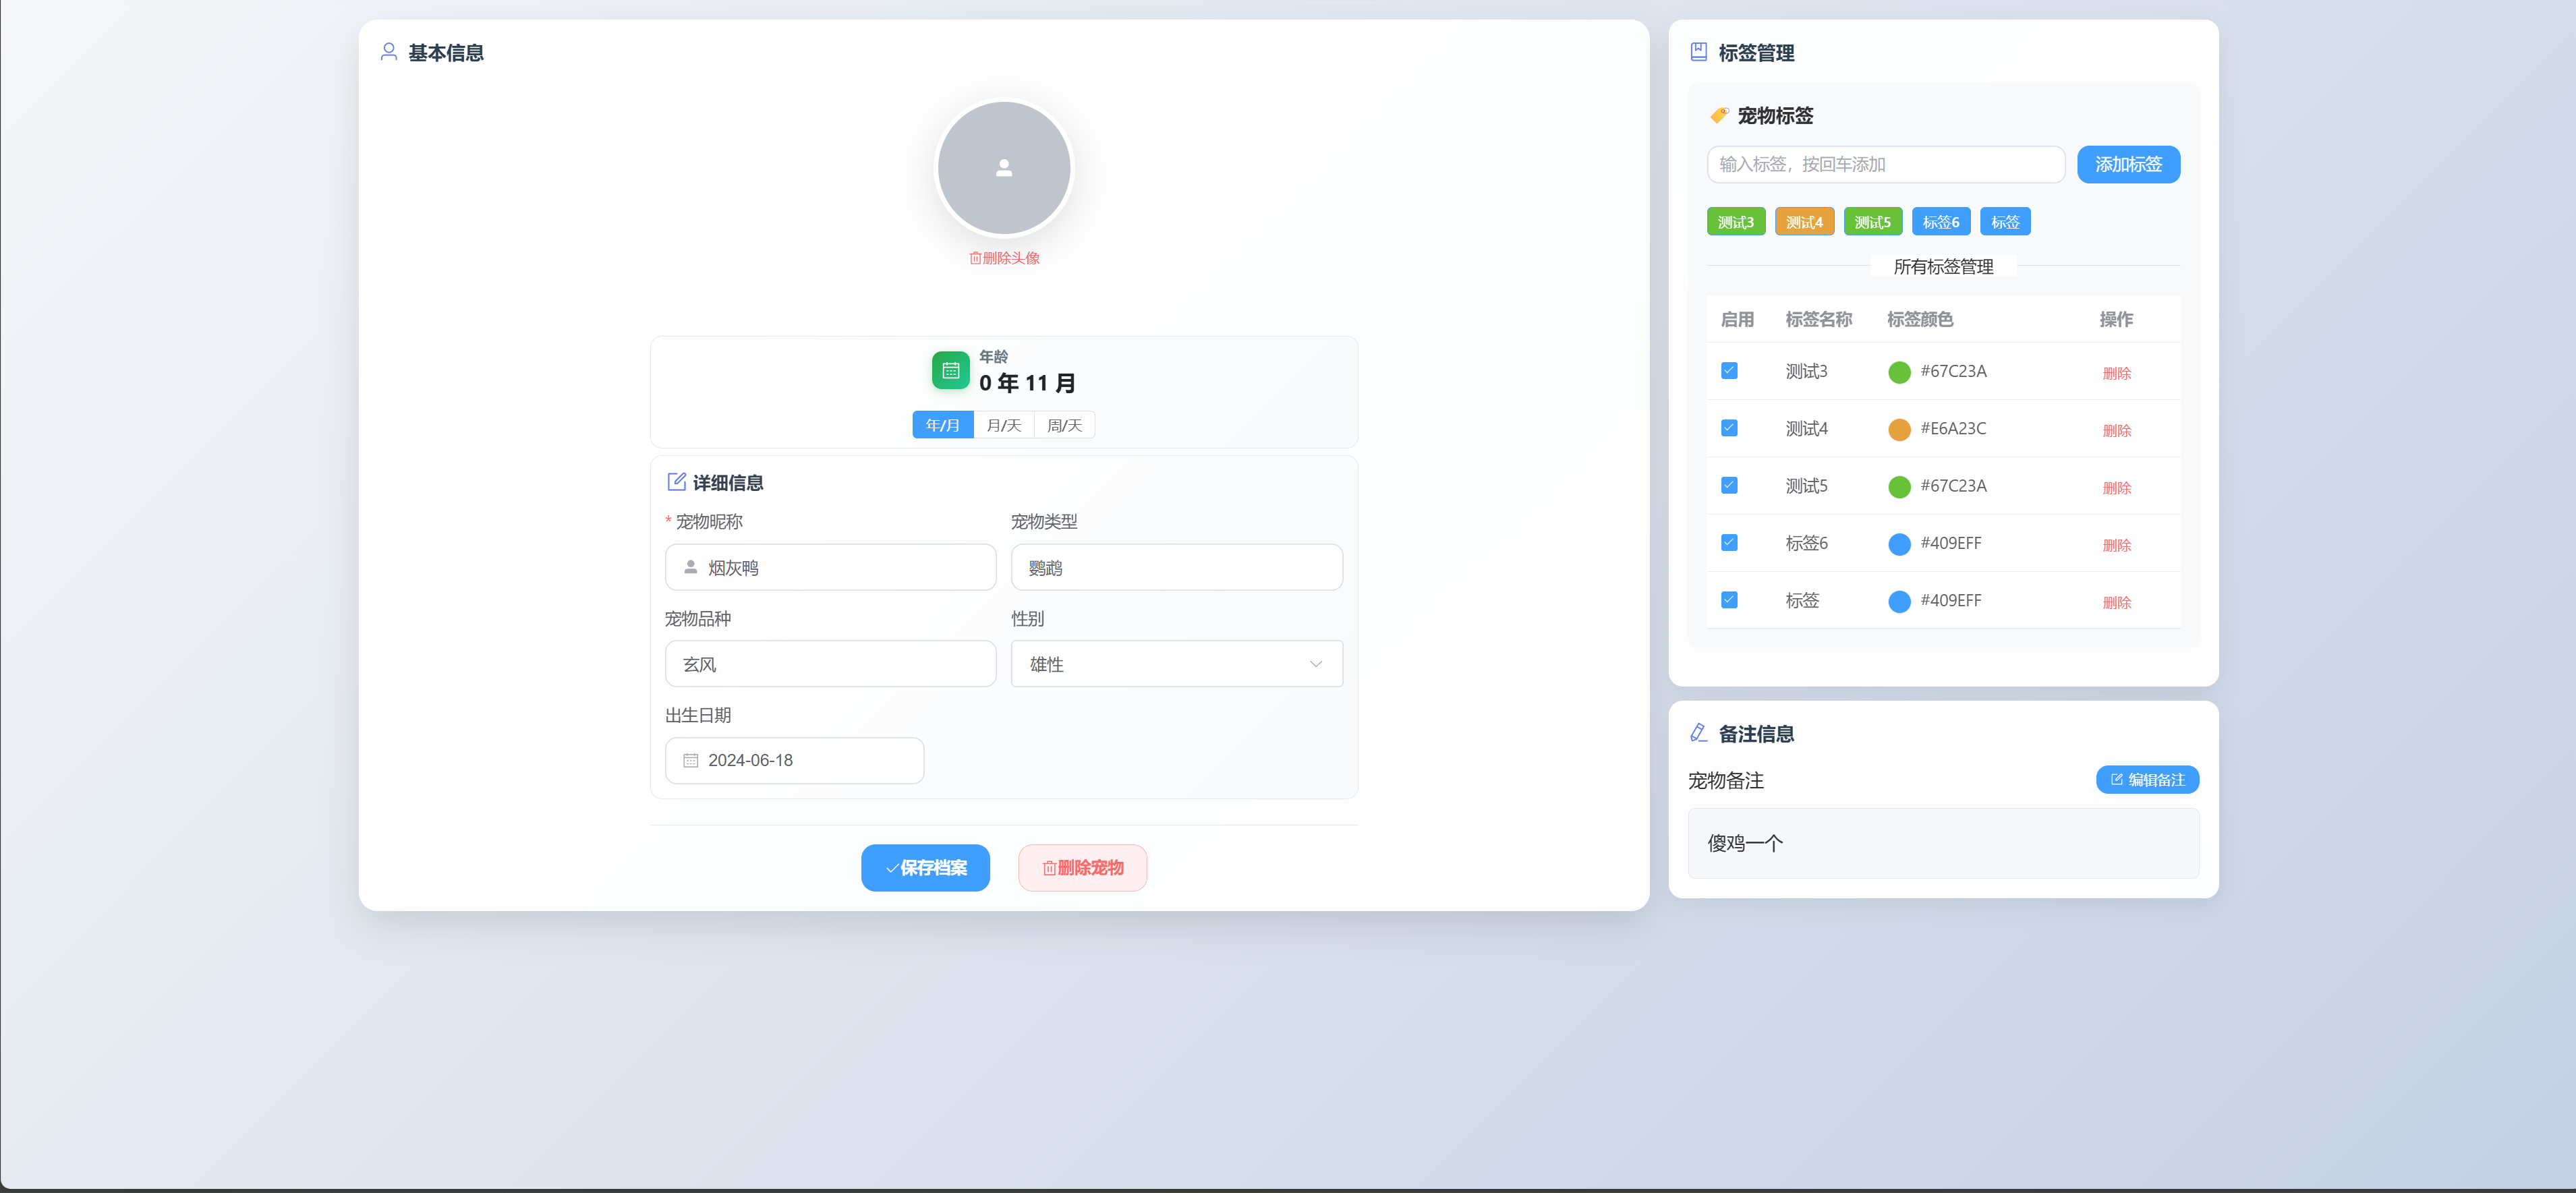 基本信息
删除头像
年龄
0 年 11 月
年/月 月/天 周/天
详细信息
* 宠物昵称 宠物类型
烟灰鸭 鹦鹉
宠物品种 性别
玄风 雄性
出生日期
2024-06-18
保存档案 删除宠物
标签管理
宠物标签
输入标签，按回车添加 添加标签
测试3 测试4 测试5 标签6 标签
所有标签管理
启用 标签名称 标签颜色 操作
测试3 #67C23A 删除
测试4 #E6A23C 删除
测试5 #67C23A 删除
标签6 #409EFF 删除
标签 #409EFF 删除
备注信息
宠物备注 编辑备注
傻鸡一个